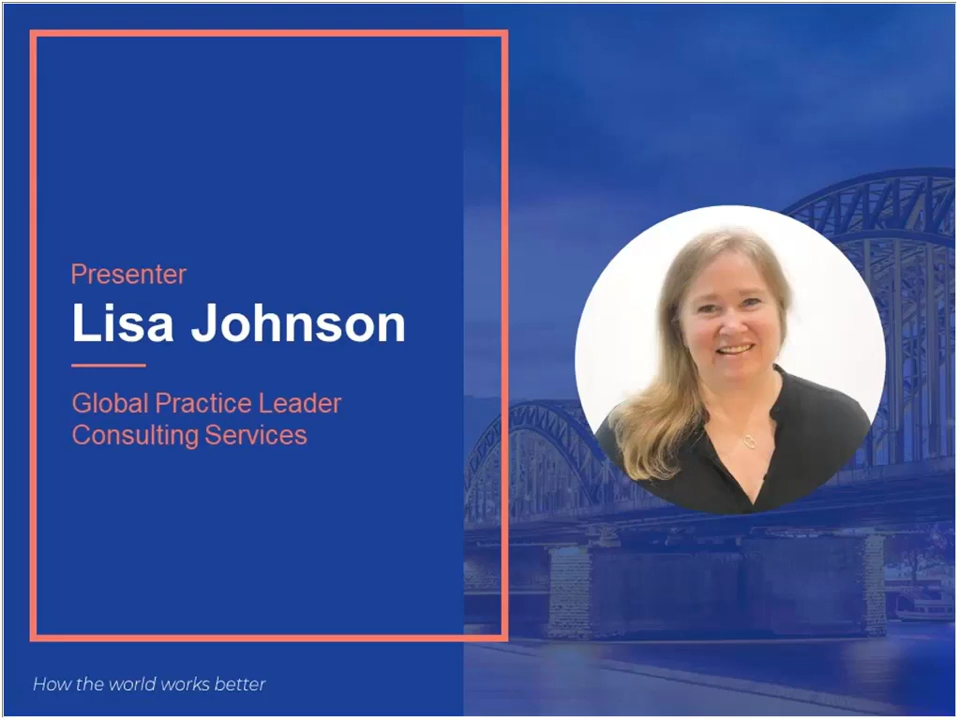 Presenter
Lisa Johnson
Global Practice Leader
Consulting Services
How the world works better